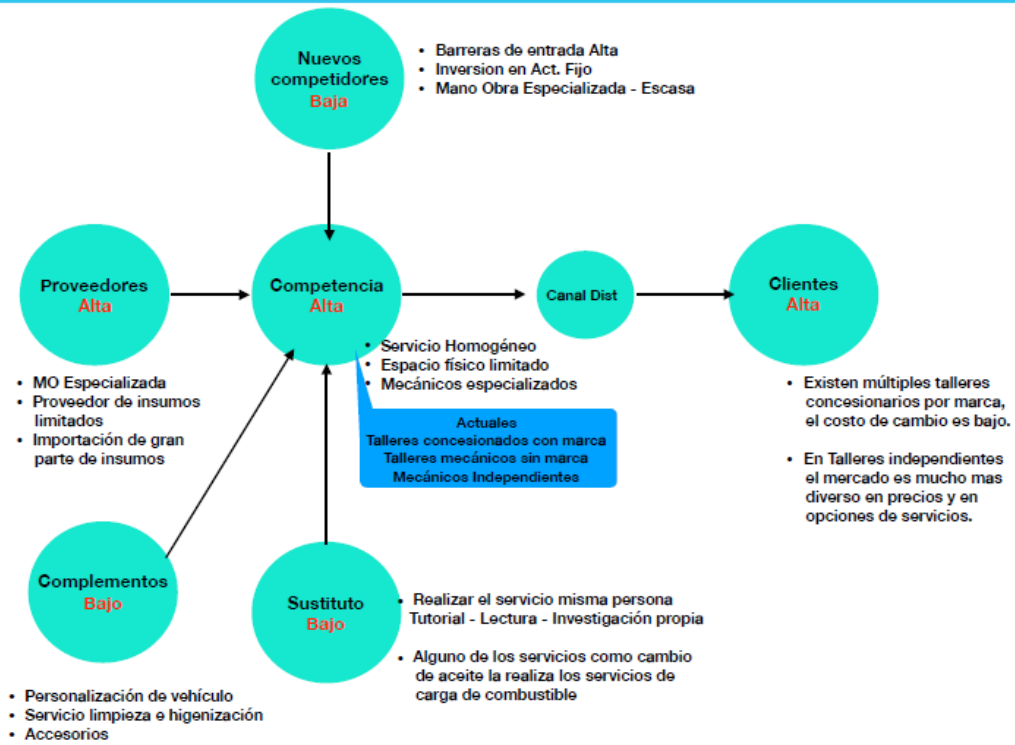 Nuevos
competidores
Baja
• Barreras de entrada Alta
• Inversion en Act. Fijo
• Mano Obra Especializada - Escasa
Proveedores
Alta
• MO Especializada
• Proveedor de insumos
limitados
• Importación de gran
parte de insumos
Competencia
Alta
• Servicio Homogéneo
• Espacio físico limitado
• Mecánicos especializados
Actuales
Talleres concesionados con marca
Talleres mecánicos sin marca
Mecánicos Independientes
Canal Dist
Clientes
Alta
• Existen múltiples talleres
concesionarios por marca,
el costo de cambio es bajo.
• En Talleres independientes
el mercado es mucho mas
diverso en precios y en
opciones de servicios.
Complementos
Bajo
• Personalización de vehículo
• Servicio limpieza e higenización
• Accesorios
Sustituto
Bajo
• Realizar el servicio misma persona
Tutorial - Lectura - Investigación propia
• Alguno de los servicios como cambio
de aceite la realiza los servicios de
carga de combustible